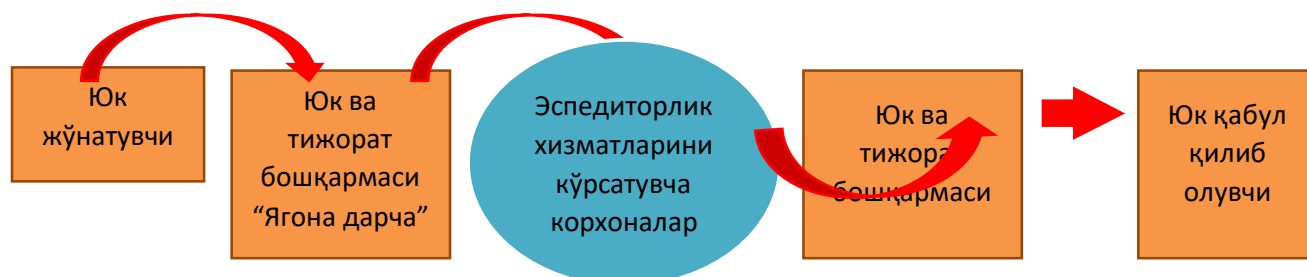 Юк
жўнатувчи
Юк ва
тижорат
бошқармаси
“Ягона дарча”
Эспедиторлик
хизматларини
кўрсатувча
корхоналар
Юк ва
тижорат
бошқармаси
Юк қабул
қилиб
олувчи